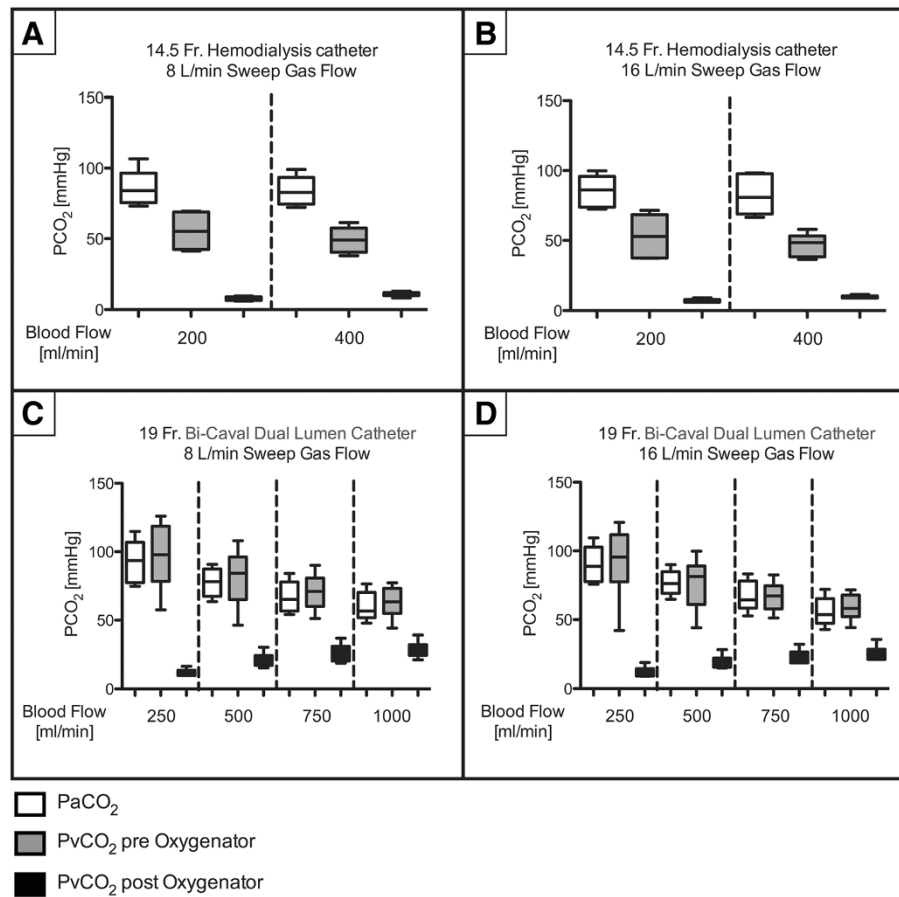 A
14.5 Fr. Hemodialysis catheter
8 L/min Sweep Gas Flow
150
100
50
0
PCO₂ [mmHg]
Blood Flow
[ml/min]
200
400
B
14.5 Fr. Hemodialysis catheter
16 L/min Sweep Gas Flow
150
100
50
0
PCO₂ [mmHg]
Blood Flow
[ml/min]
200
400
C
19 Fr. Bi-Caval Dual Lumen Catheter
8 L/min Sweep Gas Flow
150
100
50
0
PCO₂ [mmHg]
Blood Flow
[ml/min]
250
500
750
1000
D
19 Fr. Bi-Caval Dual Lumen Catheter
16 L/min Sweep Gas Flow
150
100
50
0
PCO₂ [mmHg]
Blood Flow
[ml/min]
250
500
750
1000
PaCO₂
PvCO₂ pre Oxygenator
PvCO₂ post Oxygenator